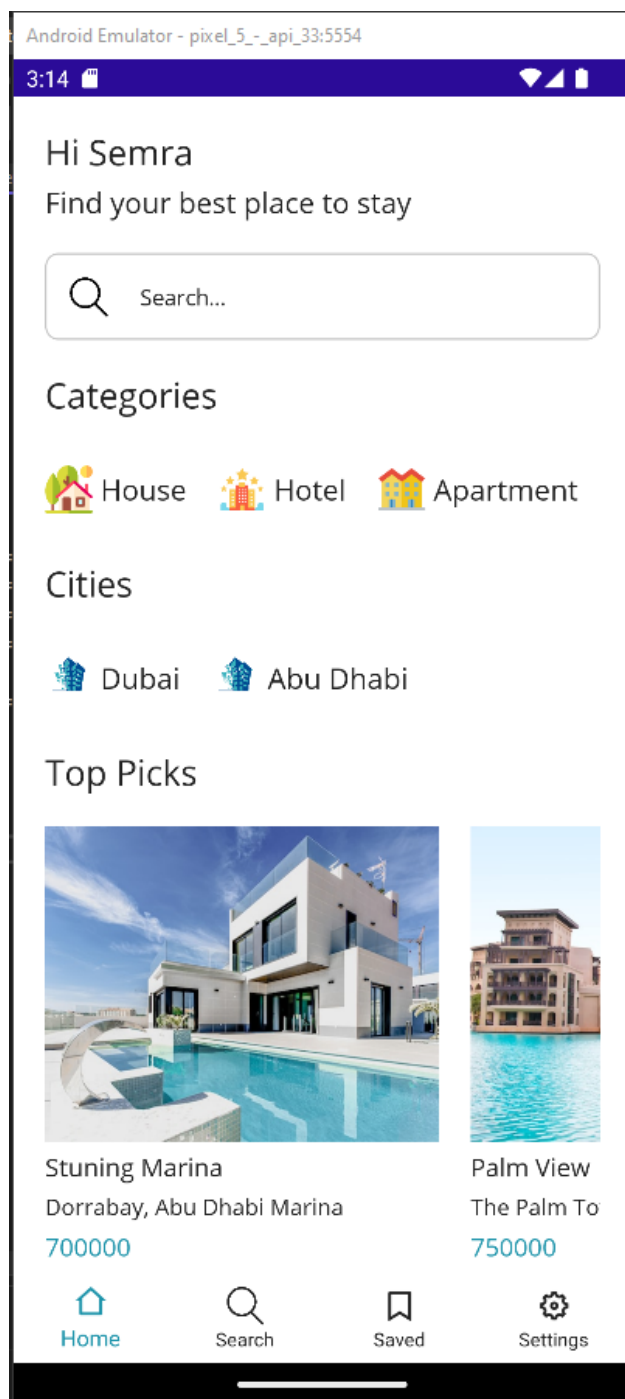 Android Emulator - pixel_5_-_api_33:5554
3:14
Hi Semra
Find your best place to stay
Search...
Categories
House Hotel Apartment
Cities
Dubai Abu Dhabi
Top Picks
Stuning Marina Palm View
Dorrabay, Abu Dhabi Marina The Palm To
700000 750000
Home Search Saved Settings